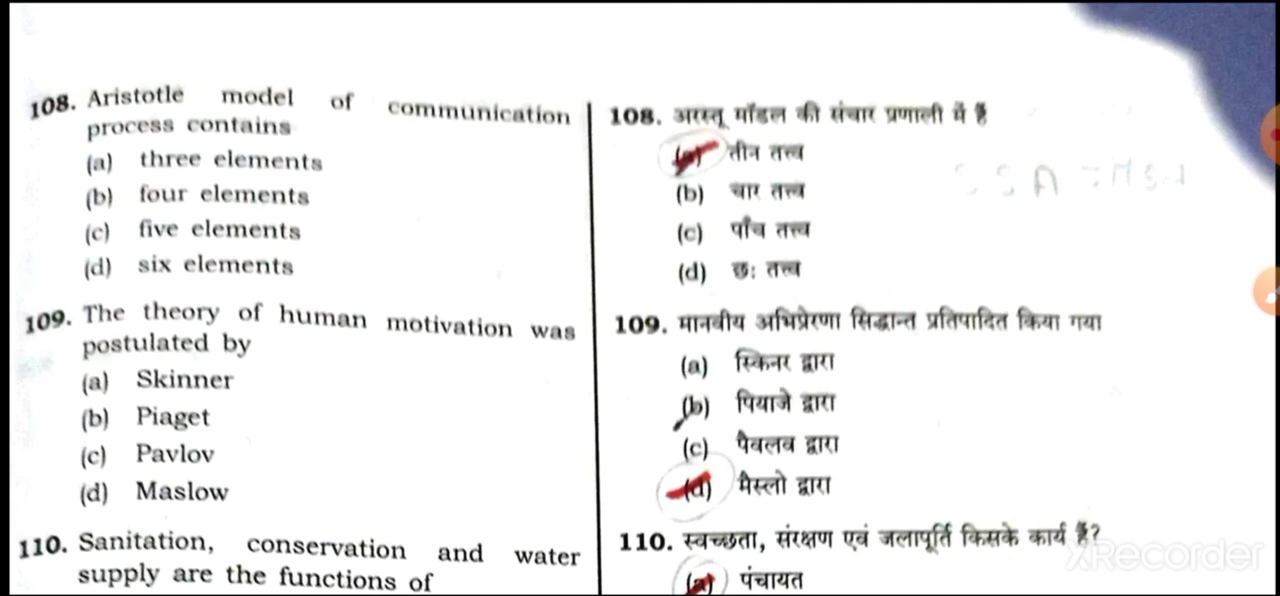 108. Aristotle model of communication
process contains
(a) three elements
(b) four elements
(c) five elements
(d) six elements
109. The theory of human motivation was
postulated by
(a) Skinner
(b) Piaget
(c) Pavlov
(d) Maslow
110. Sanitation, conservation and water
supply are the functions of
108. अरस्तू मॉडल की संचार प्रणाली में हैं
(a) तीन तत्त्व
(b) चार तत्त्व
(c) पाँच तत्त्व
(d) छः तत्त्व
109. मानवीय अभिप्रेरणा सिद्धान्त प्रतिपादित किया गया
(a) स्किनर द्वारा
(b) पियाजे द्वारा
(c) पैवलव द्वारा
(d) मैस्लो द्वारा
110. स्वच्छता, संरक्षण एवं जलापूर्ति किसके कार्य हैं?
(a) पंचायत
XRecorder